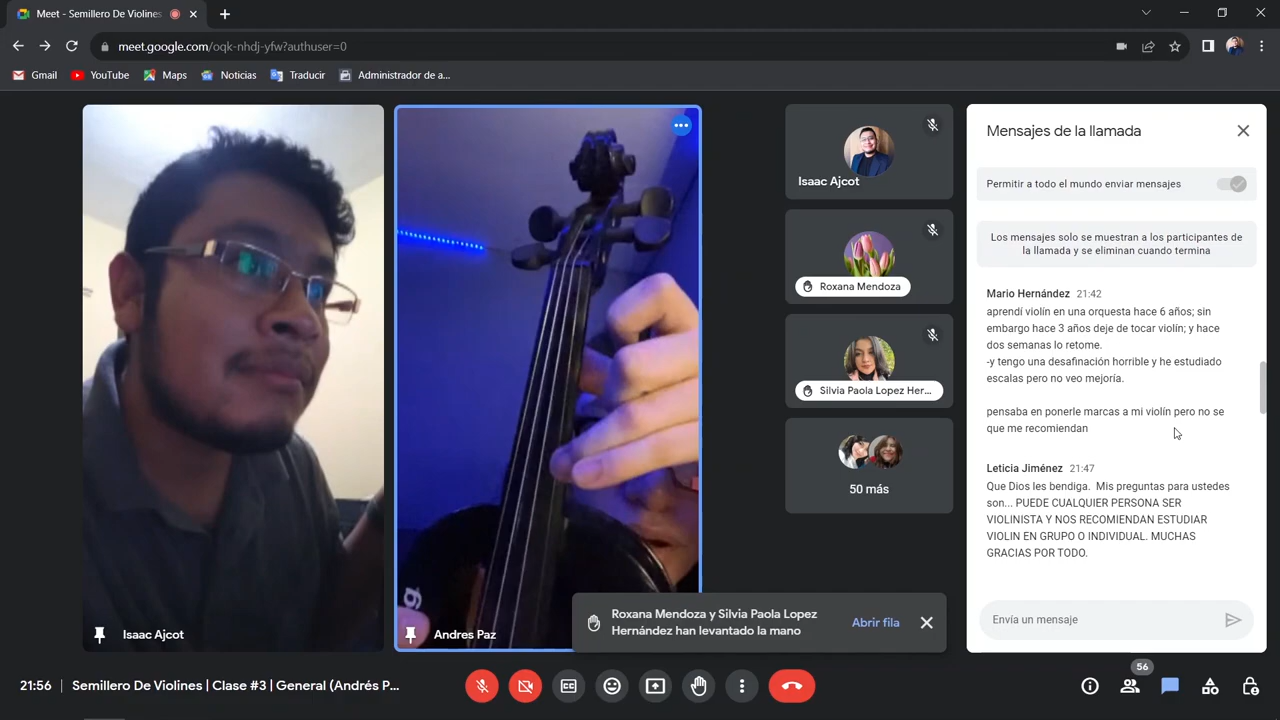 Meet - Semillero De Violines
meet.google.com/oqk-nhdj-yfw?authuser=0
Gmail
YouTube
Maps
Noticias
Traducir
Administrador de a...
Isaac Ajcot
Andres Paz
Isaac Ajcot
Roxana Mendoza
Silvia Paola Lopez Her...
50 más
Roxana Mendoza y Silvia Paola Lopez
Hernández han levantado la mano
Abrir fila
Mensajes de la llamada
Permitir a todo el mundo enviar mensajes
Los mensajes solo se muestran a los participantes de
la llamada y se eliminan cuando termina
Mario Hernández 21:42
aprendí violín en una orquesta hace 6 años; sin
embargo hace 3 años deje de tocar violín; y hace
dos semanas lo retome.
-y tengo una desafinación horrible y he estudiado
escalas pero no veo mejoría.
pensaba en ponerle marcas a mi violín pero no se
que me recomiendan
Leticia Jiménez 21:47
Que Dios les bendiga. Mis preguntas para ustedes
son... PUEDE CUALQUIER PERSONA SER
VIOLINISTA Y NOS RECOMIENDAN ESTUDIAR
VIOLIN EN GRUPO O INDIVIDUAL. MUCHAS
GRACIAS POR TODO.
Envía un mensaje
21:56 | Semillero De Violines | Clase #3 | General (Andrés P...
56